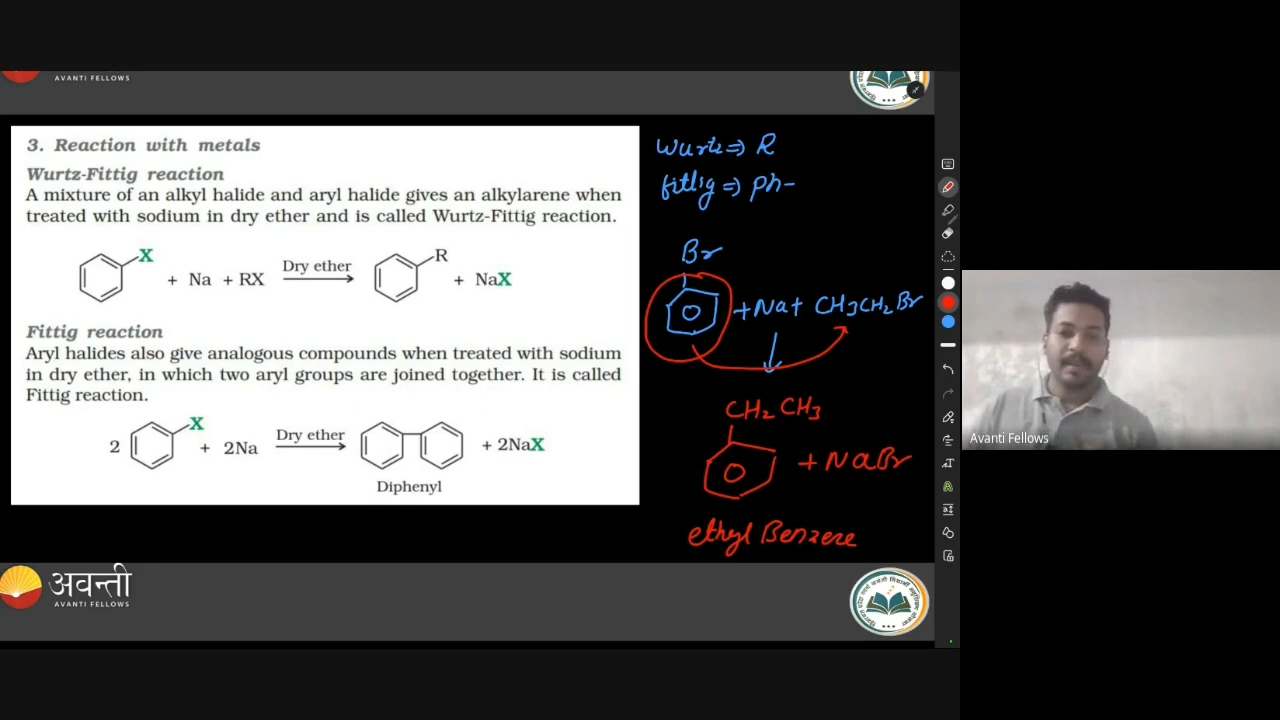 AVANTI FELLOWS
3. Reaction with metals
Wurtz-Fittig reaction
A mixture of an alkyl halide and aryl halide gives an alkylarene when
treated with sodium in dry ether and is called Wurtz-Fittig reaction.
X + Na + RX Dry ether R + NaX
Fittig reaction
Aryl halides also give analogous compounds when treated with sodium
in dry ether, in which two aryl groups are joined together. It is called
Fittig reaction.
2 X + 2Na Dry ether + 2NaX
Diphenyl
Wurtz => R
fittig => Ph-
Br
+ Na + CH3CH2Br
CH2CH3
+ NaBr
ethyl Benzene
Avanti Fellows
अवन्ती
AVANTI FELLOWS